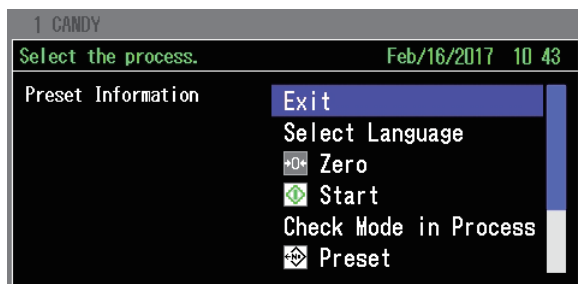 1 CANDY
Select the process. Feb/16/2017 10 43
Preset Information
Exit
Select Language
→0← Zero
Start
Check Mode in Process
Preset